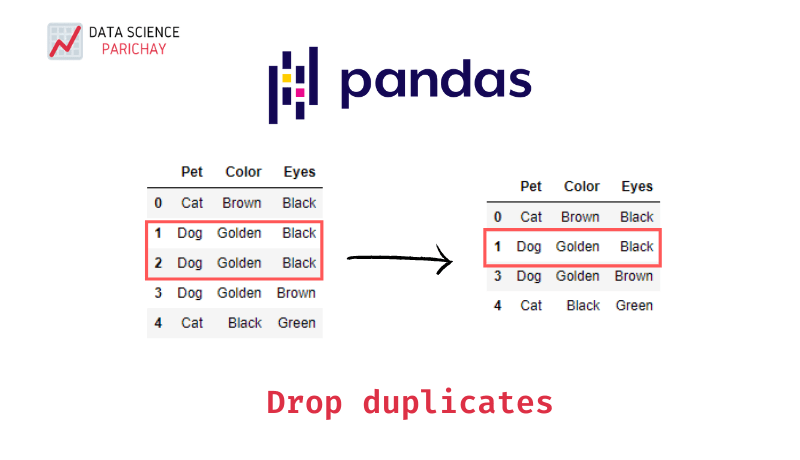 DATA SCIENCE
PARICHAY
pandas
Pet Color Eyes
0 Cat Brown Black
1 Dog Golden Black
2 Dog Golden Black
3 Dog Golden Brown
4 Cat Black Green
Pet Color Eyes
0 Cat Brown Black
1 Dog Golden Black
3 Dog Golden Brown
4 Cat Black Green
Drop duplicates